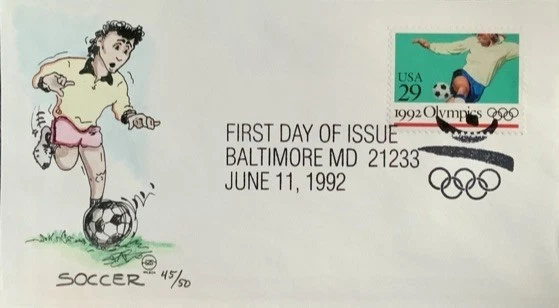 USA
29
1992 Olympics
FIRST DAY OF ISSUE
BALTIMORE MD 21233
JUNE 11, 1992
SOCCER 45/50